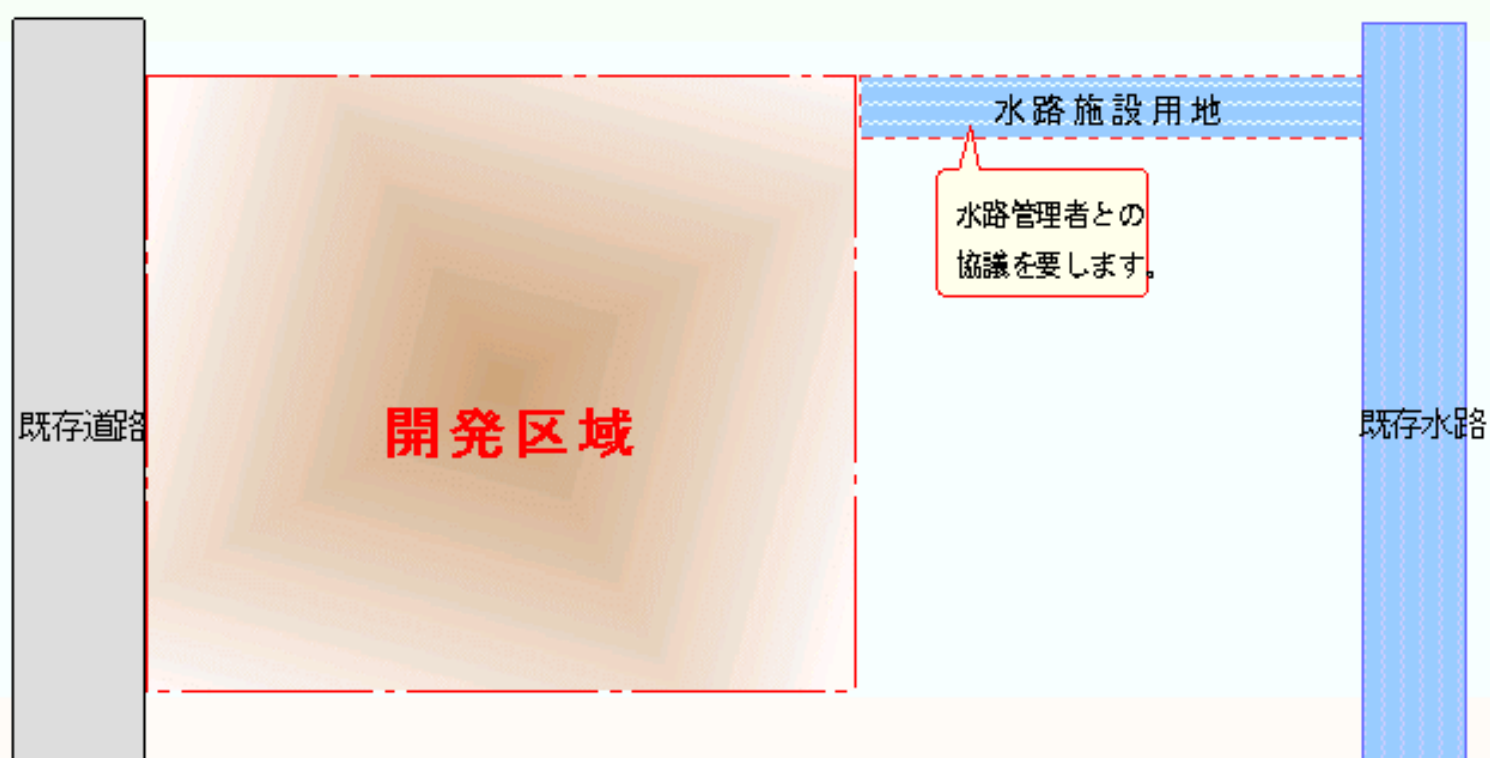 水路施設用地
水路管理者との
協議を要します。
既存道路
開発区域
既存水路